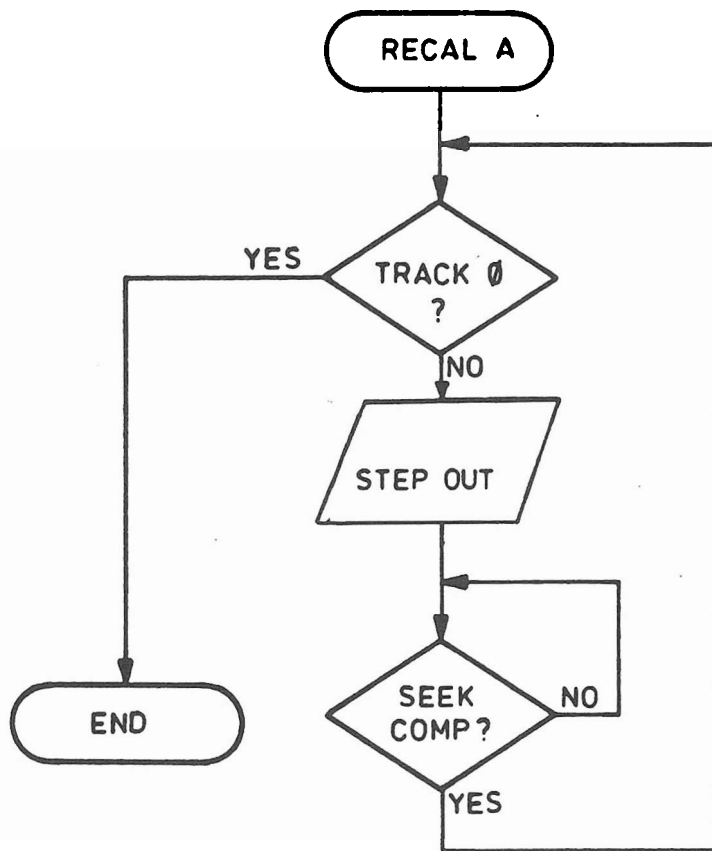 RECAL A
YES
TRACK Ø
?
NO
STEP OUT
SEEK
COMP?
NO
END
YES